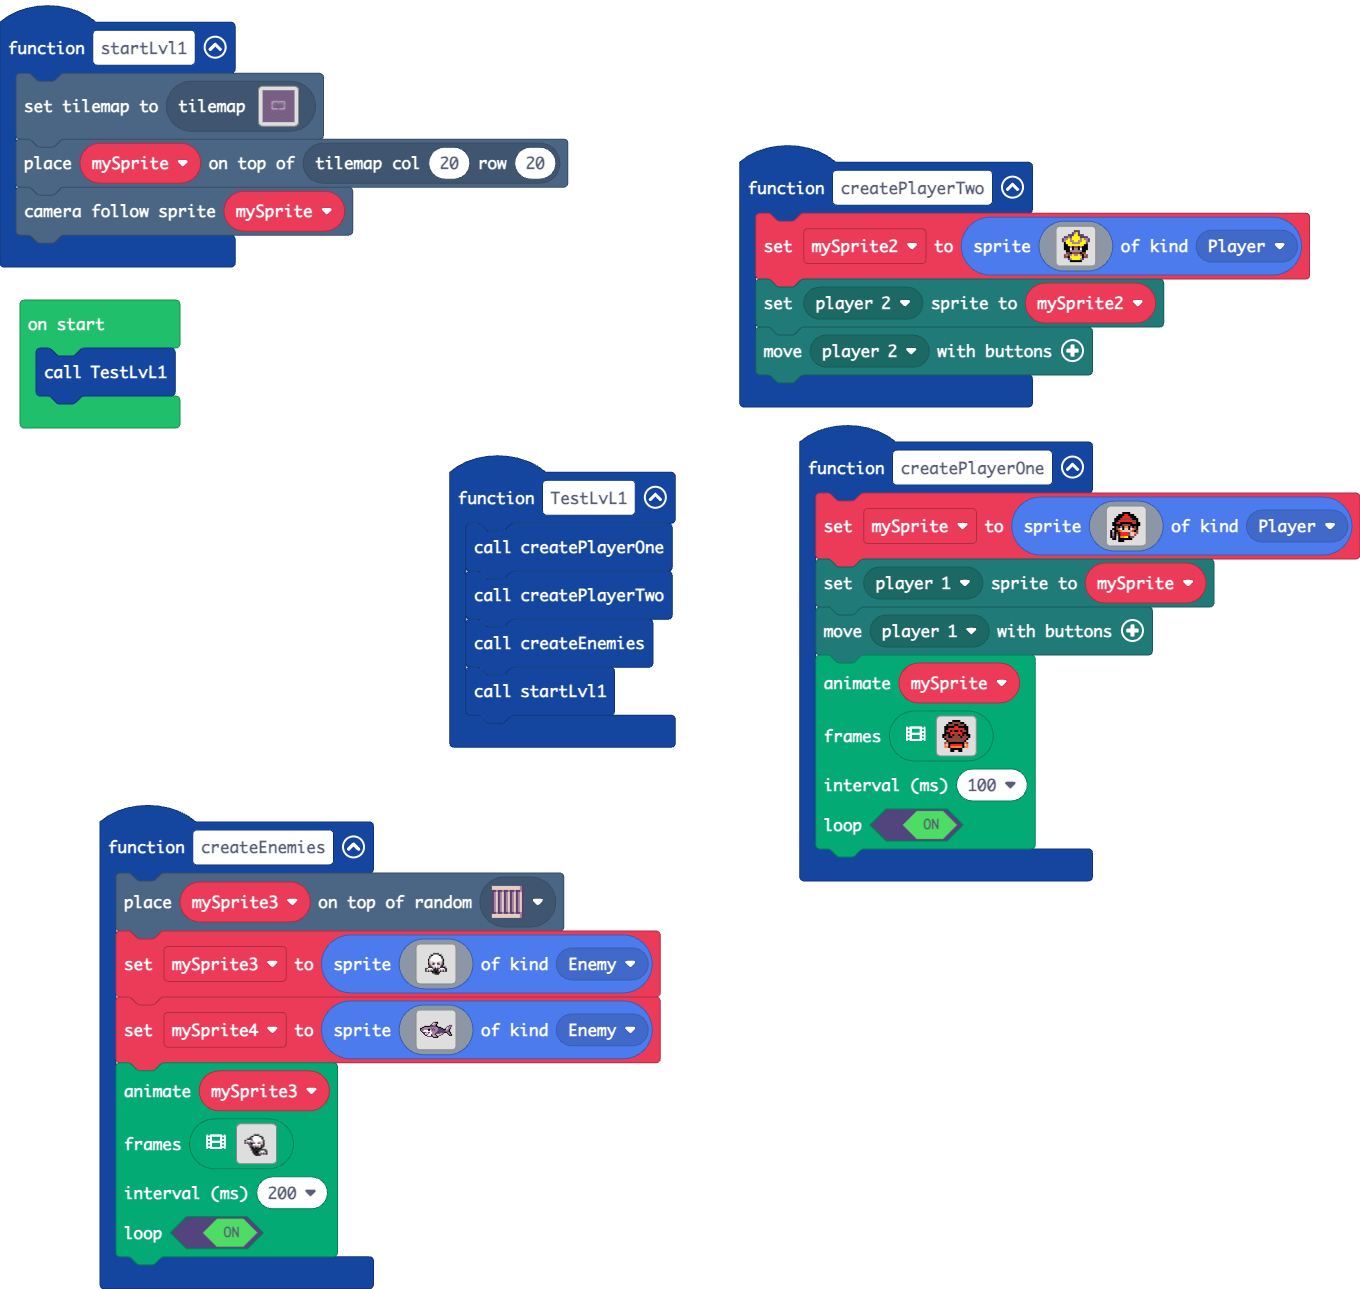 function startLvl1
set tilemap to tilemap
place mySprite on top of tilemap col 20 row 20
camera follow sprite mySprite
on start
call TestLvL1
function createPlayerTwo
set mySprite2 to sprite of kind Player
set player 2 sprite to mySprite2
move player 2 with buttons
function TestLvL1
call createPlayerOne
call createPlayerTwo
call createEnemies
call startLvl1
function createPlayerOne
set mySprite to sprite of kind Player
set player 1 sprite to mySprite
move player 1 with buttons
animate mySprite
frames
interval (ms) 100
loop ON
function createEnemies
place mySprite3 on top of random
set mySprite3 to sprite of kind Enemy
set mySprite4 to sprite of kind Enemy
animate mySprite3
frames
interval (ms) 200
loop ON